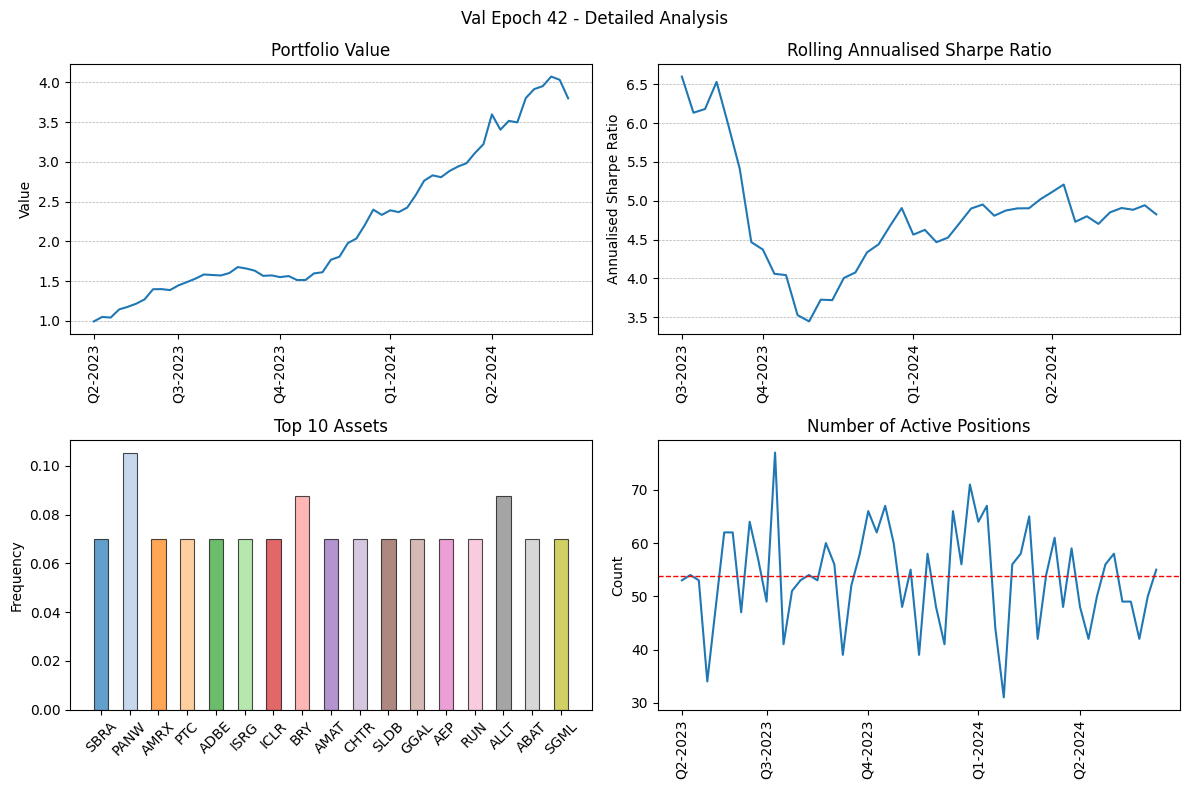 Val Epoch 42 - Detailed Analysis
Portfolio Value
Value
4.0
3.5
3.0
2.5
2.0
1.5
1.0
Q2-2023
Q3-2023
Q4-2023
Q1-2024
Q2-2024
Rolling Annualised Sharpe Ratio
Annualised Sharpe Ratio
6.5
6.0
5.5
5.0
4.5
4.0
3.5
Q3-2023
Q4-2023
Q1-2024
Q2-2024
Top 10 Assets
Frequency
0.10
0.08
0.06
0.04
0.02
0.00
SBRA
PANW
AMRX
PTC
ADBE
ISRG
ICLR
BRY
AMAT
CHTR
SLDB
GGAL
AEP
RUN
ALLT
ABAT
SGML
Number of Active Positions
Count
70
60
50
40
30
Q2-2023
Q3-2023
Q4-2023
Q1-2024
Q2-2024